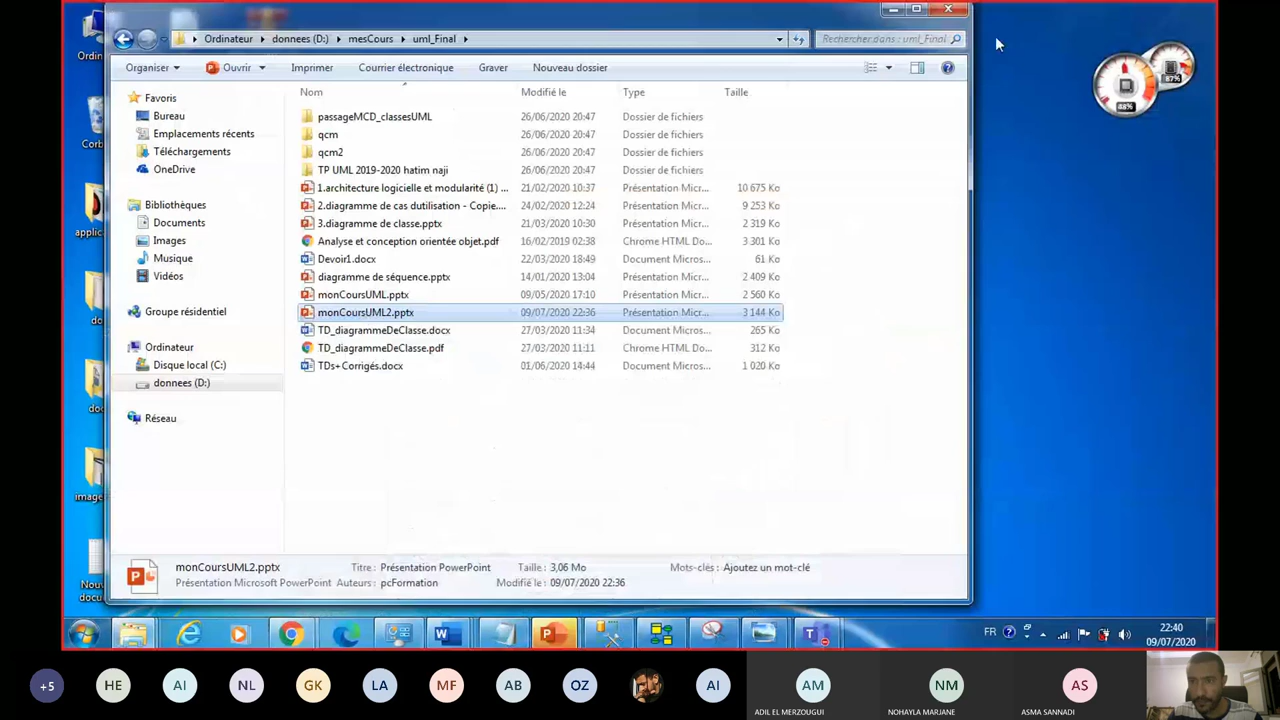 Ordin
Ordinateur donnees (D:) mesCours uml_Final
Rechercher dans : uml_Final
Organiser Ouvrir Imprimer Courrier électronique Graver Nouveau dossier
Nom Modifié le Type Taille
Favoris
Bureau
Emplacements récents
Téléchargements
OneDrive
Bibliothèques
Documents
Images
Musique
Vidéos
Groupe résidentiel
Ordinateur
Disque local (C:)
donnees (D:)
Réseau
passageMCD_classesUML 26/06/2020 20:47 Dossier de fichiers
qcm 26/06/2020 20:47 Dossier de fichiers
qcm2 26/06/2020 20:47 Dossier de fichiers
TP UML 2019-2020 hatim naji 26/06/2020 20:47 Dossier de fichiers
1.architecture logicielle et modularité (1) ... 21/02/2020 10:37 Présentation Micr... 10 675 Ko
2.diagramme de cas dutilisation - Copie.... 24/02/2020 12:24 Présentation Micr... 9 253 Ko
3.diagramme de classe.pptx 21/03/2020 10:30 Présentation Micr... 2 319 Ko
Analyse et conception orientée objet.pdf 16/02/2019 02:38 Chrome HTML Do... 3 301 Ko
Devoir1.docx 22/03/2020 18:49 Document Micros... 61 Ko
diagramme de séquence.pptx 14/01/2020 13:04 Présentation Micr... 2 409 Ko
monCoursUML.pptx 09/05/2020 17:10 Présentation Micr... 2 560 Ko
monCoursUML2.pptx 09/07/2020 22:36 Présentation Micr... 3 144 Ko
TD_diagrammeDeClasse.docx 27/03/2020 11:34 Document Micros... 265 Ko
TD_diagrammeDeClasse.pdf 27/03/2020 11:11 Chrome HTML Do... 312 Ko
TDs+Corrigés.docx 01/06/2020 14:44 Document Micros... 1 020 Ko
Corb
applic
do
doc
image
Nouv
docu
48%
87%
monCoursUML2.pptx Titre : Présentation PowerPoint Taille : 3,06 Mo Mots-clés : Ajoutez un mot-clé
Présentation Microsoft PowerPoint Auteurs : pcFormation Modifié le : 09/07/2020 22:36
FR
22:40
09/07/2020
+5 HE AI NL GK LA MF AB OZ AI AM NM AS
ADIL EL MERZOUGUI NOHAYLA MARJANE ASMA SANNADI